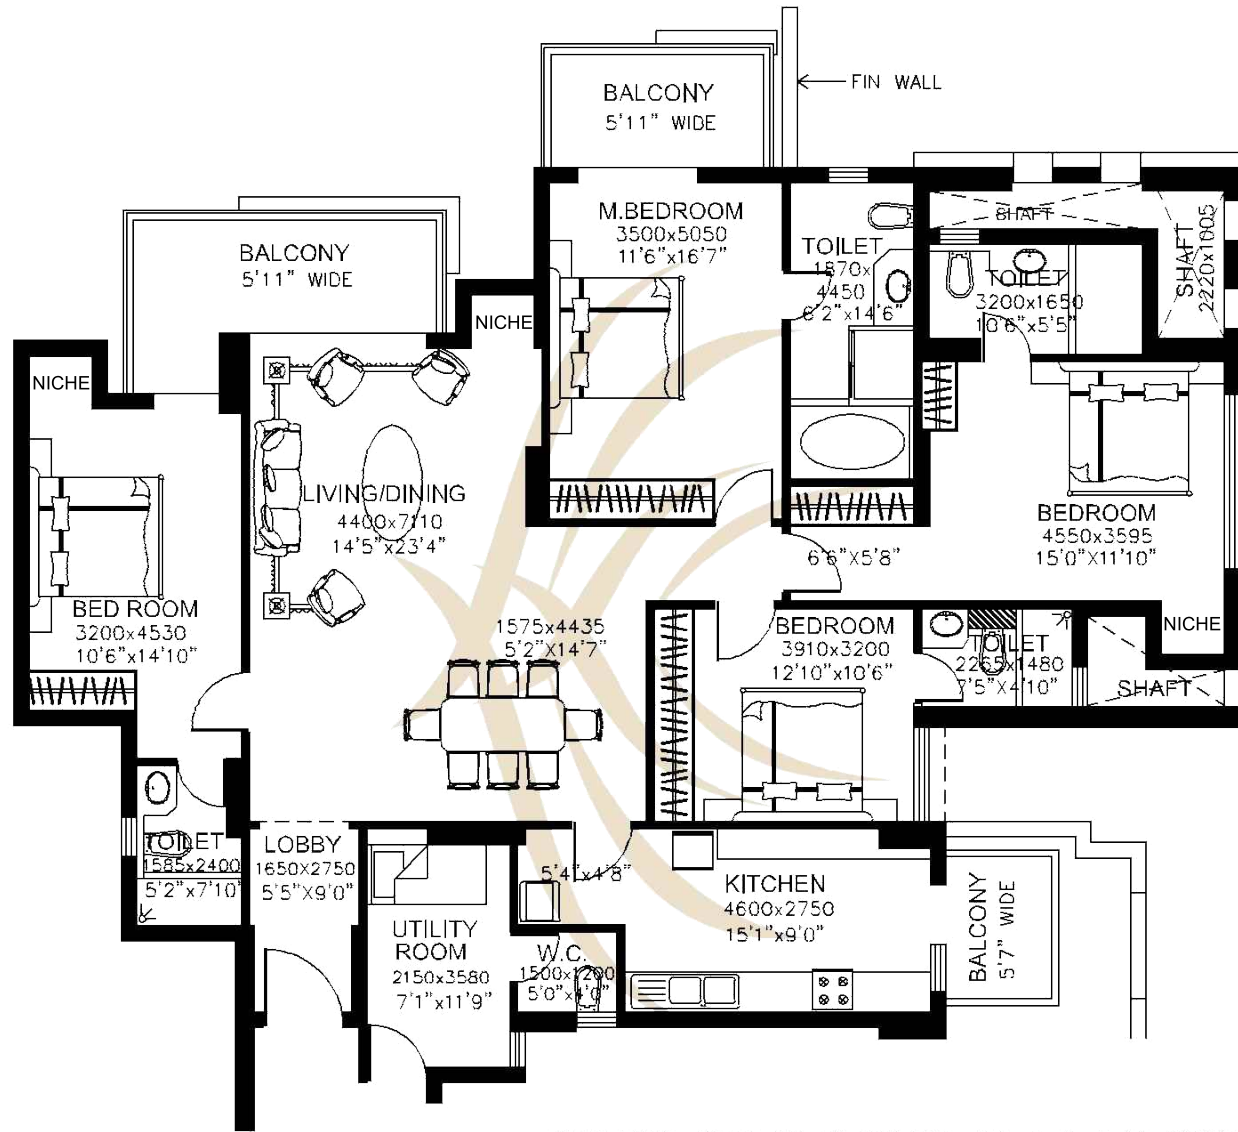 BALCONY
5'11" WIDE
FIN WALL
BALCONY
5'11" WIDE
M.BEDROOM
3500x5050
11'6"x16'7"
TOILET
1870x
4450
6'2"x14'6"
SHAFT
SHAFT
2220x1005
TOILET
3200x1650
10'6"x5'5"
NICHE
NICHE
LIVING/DINING
4400x7110
14'5"x23'4"
BEDROOM
4550x3595
15'0"X11'10"
6'6"X5'8"
BED ROOM
3200x4530
10'6"x14'10"
1575x4435
5'2"X14'7"
BEDROOM
3910x3200
12'10"x10'6"
TOILET
2265x1480
7'5"X4'10"
NICHE
SHAFT
TOILET
1585x2400
5'2"x7'10"
LOBBY
1650X2750
5'5"X9'0"
5'4"x4'8"
KITCHEN
4600x2750
15'1"x9'0"
BALCONY
5'7" WIDE
UTILITY
ROOM
2150x3580
7'1"x11'9"
W.C.
1500x1200
5'0"x4'0"